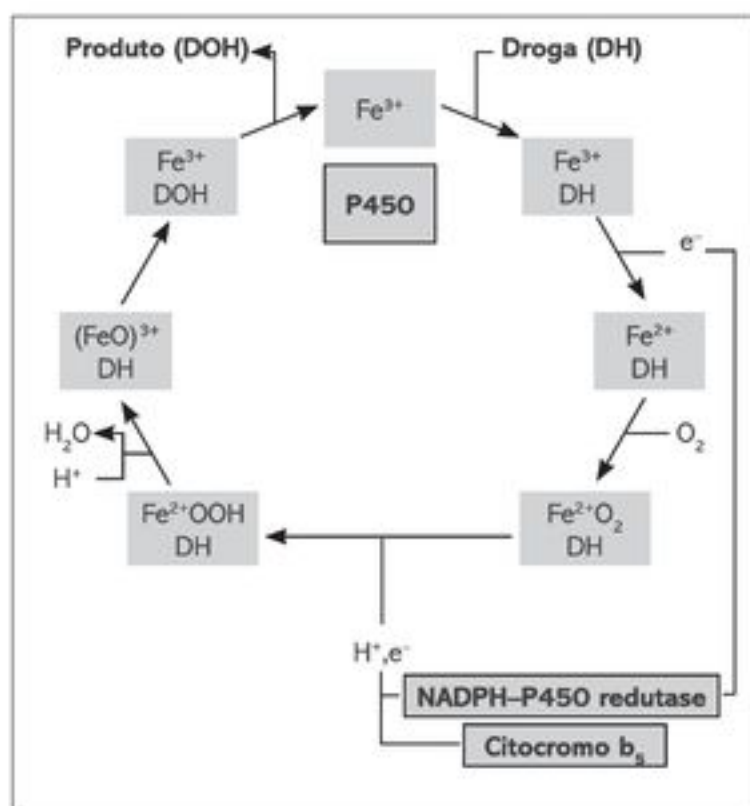 Produto (DOH)
Droga (DH)
Fe³⁺
P450
Fe³⁺
DH
e⁻
Fe²⁺
DH
O₂
Fe²⁺O₂
DH
H⁺,e⁻
NADPH–P450 redutase
Citocromo b₅
Fe²⁺OOH
DH
H₂O
H⁺
(FeO)³⁺
DH
Fe³⁺
DOH